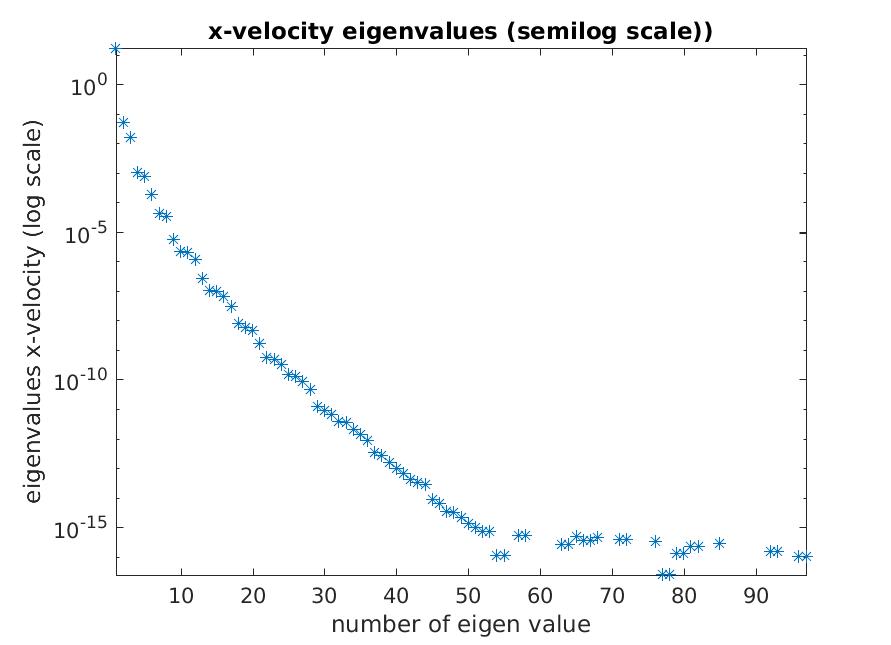 x-velocity eigenvalues (semilog scale))
eigenvalues x-velocity (log scale)
10^0
10^-5
10^-10
10^-15
10 20 30 40 50 60 70 80 90
number of eigen value